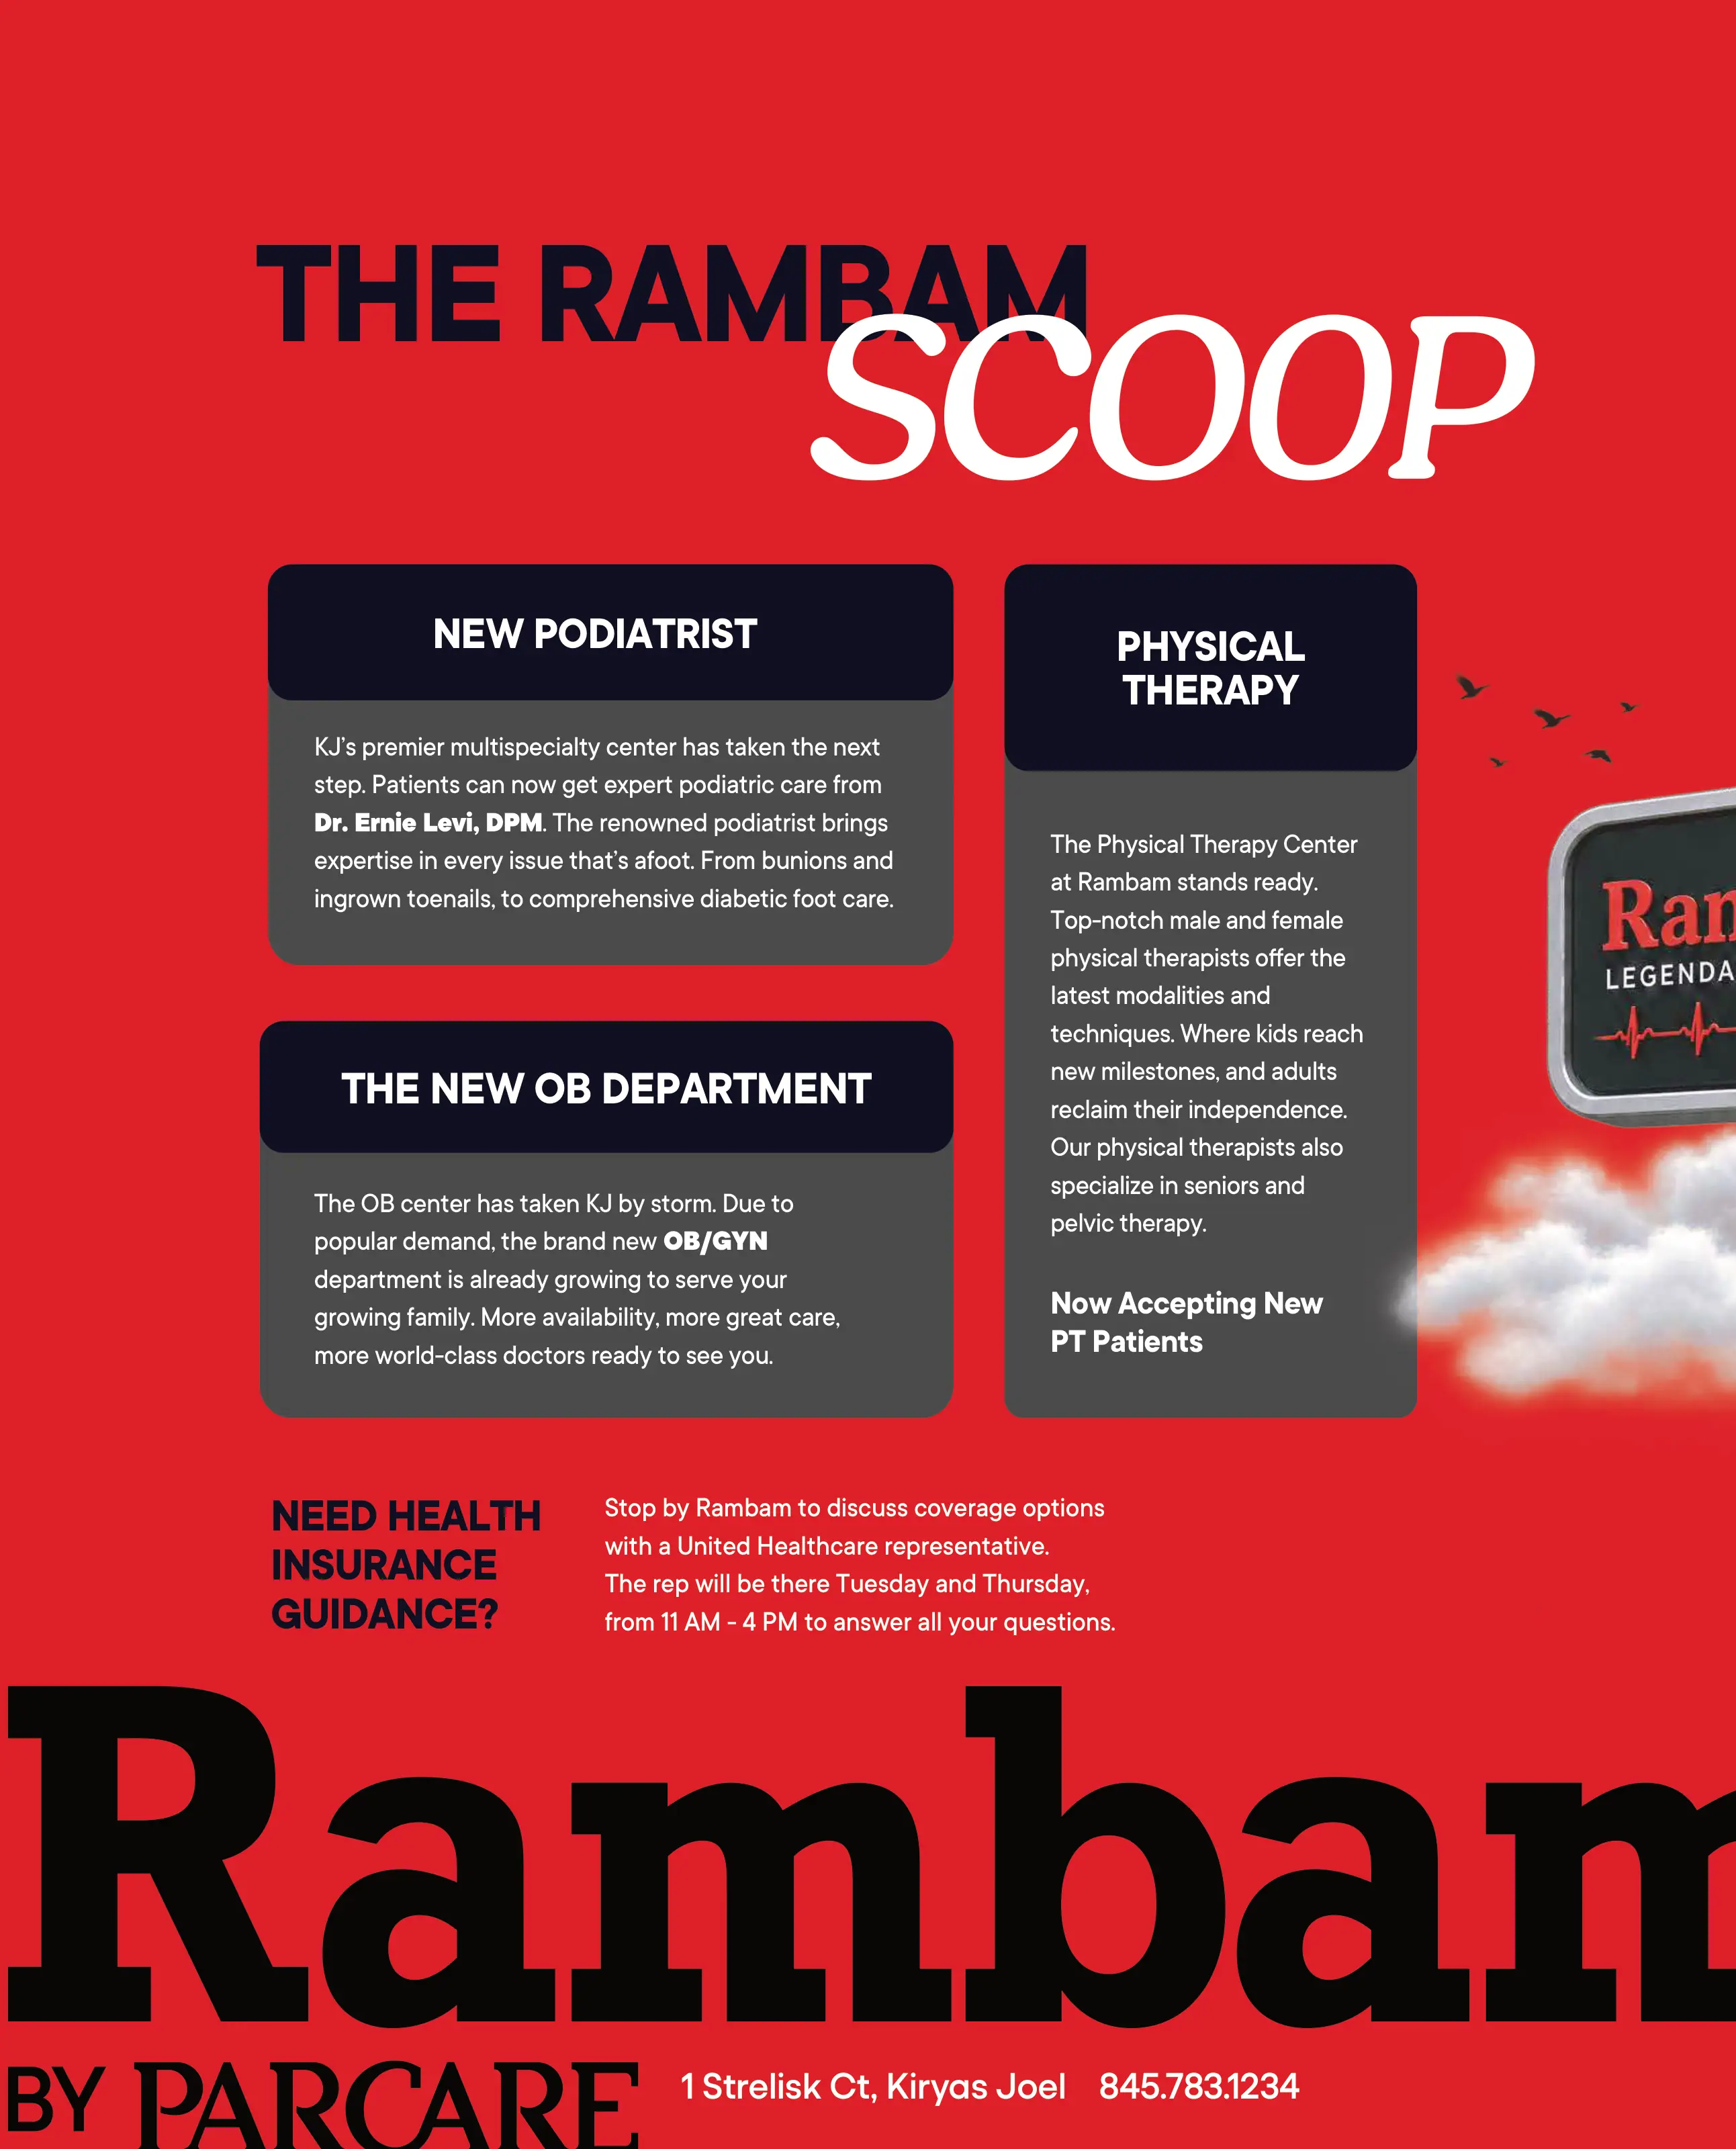 THE RAMBAM
SCOOP
NEW PODIATRIST
KJ’s premier multispecialty center has taken the next
step. Patients can now get expert podiatric care from
Dr. Ernie Levi, DPM. The renowned podiatrist brings
expertise in every issue that’s afoot. From bunions and
ingrown toenails, to comprehensive diabetic foot care.
THE NEW OB DEPARTMENT
The OB center has taken KJ by storm. Due to
popular demand, the brand new OB/GYN
department is already growing to serve your
growing family. More availability, more great care,
more world-class doctors ready to see you.
PHYSICAL
THERAPY
The Physical Therapy Center
at Rambam stands ready.
Top-notch male and female
physical therapists offer the
latest modalities and
techniques. Where kids reach
new milestones, and adults
reclaim their independence.
Our physical therapists also
specialize in seniors and
pelvic therapy.
Now Accepting New
PT Patients
NEED HEALTH
INSURANCE
GUIDANCE?
Stop by Rambam to discuss coverage options
with a United Healthcare representative.
The rep will be there Tuesday and Thursday,
from 11 AM - 4 PM to answer all your questions.
Rambam
BY PARCARE
1 Strelisk Ct, Kiryas Joel 845.783.1234